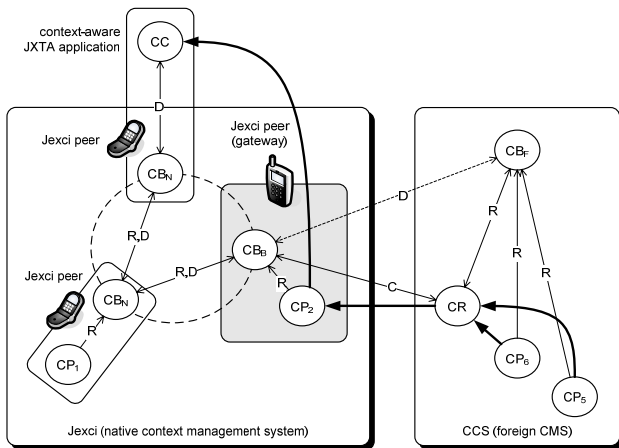 context-aware
JXTA application
CC
D
Jexci peer
Jexci peer
(gateway)
CB_N
CB_F
D
R
R
R
R,D
CB_B
R,D
Jexci peer
R
C
CB_N
CP_2
CR
R
CP_1
CP_6
CP_5
Jexci (native context management system)
CCS (foreign CMS)